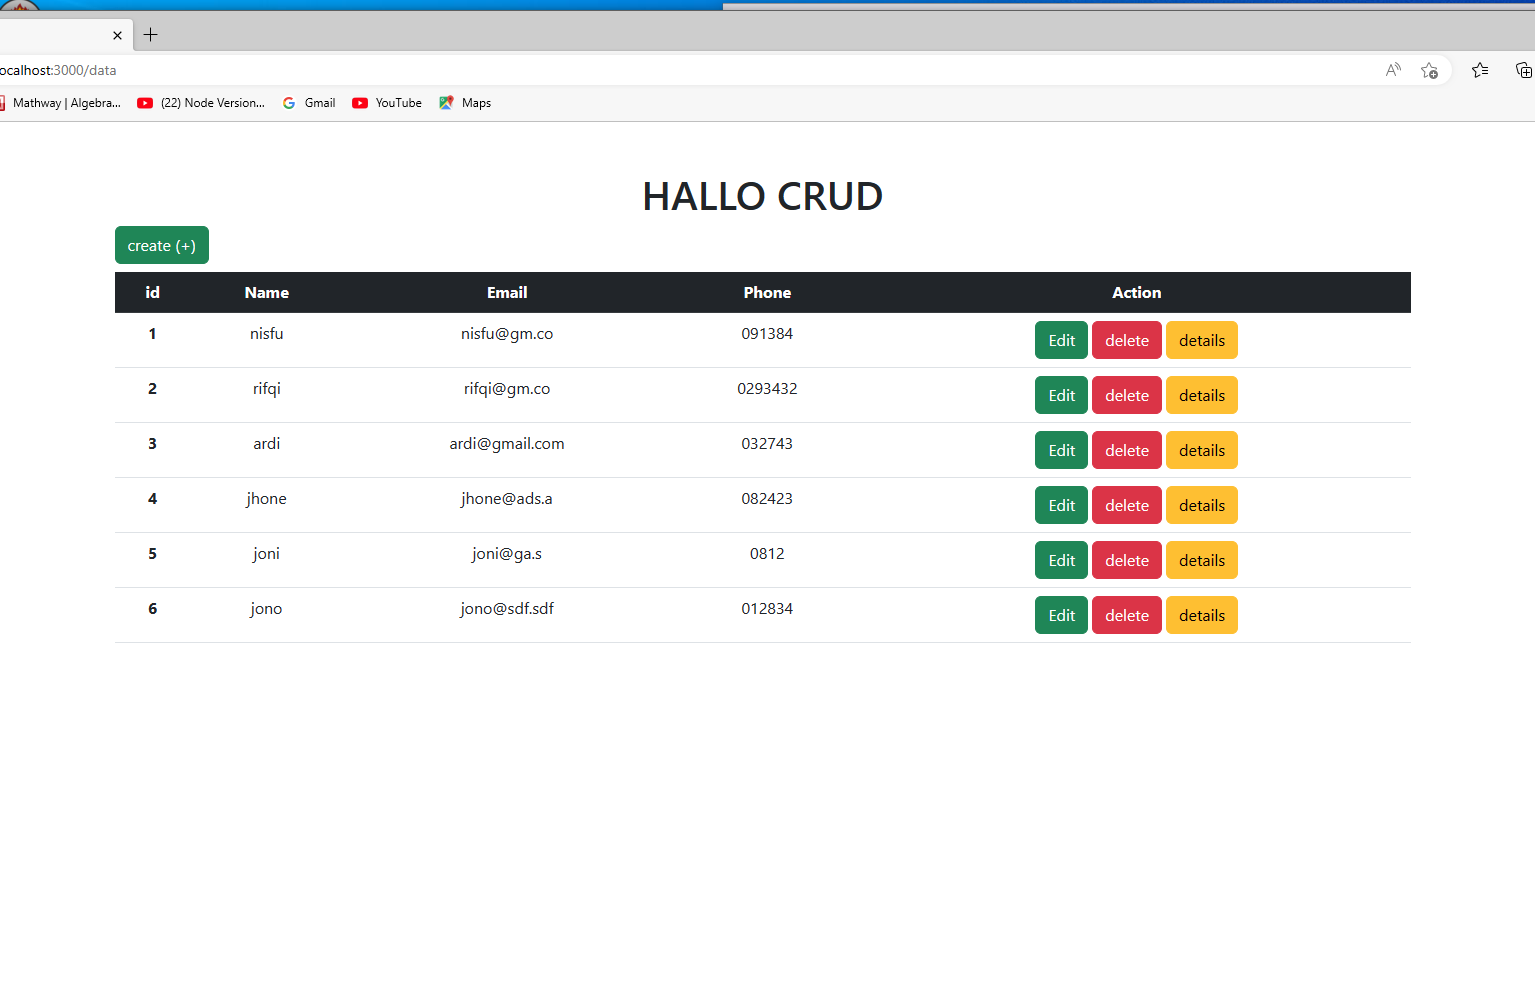 ocalhost:3000/data
Mathway | Algebra... (22) Node Version... Gmail YouTube Maps
HALLO CRUD
create (+)
id Name Email Phone Action
1 nisfu nisfu@gm.co 091384 Edit delete details
2 rifqi rifqi@gm.co 0293432 Edit delete details
3 ardi ardi@gmail.com 032743 Edit delete details
4 jhone jhone@ads.a 082423 Edit delete details
5 joni joni@ga.s 0812 Edit delete details
6 jono jono@sdf.sdf 012834 Edit delete details